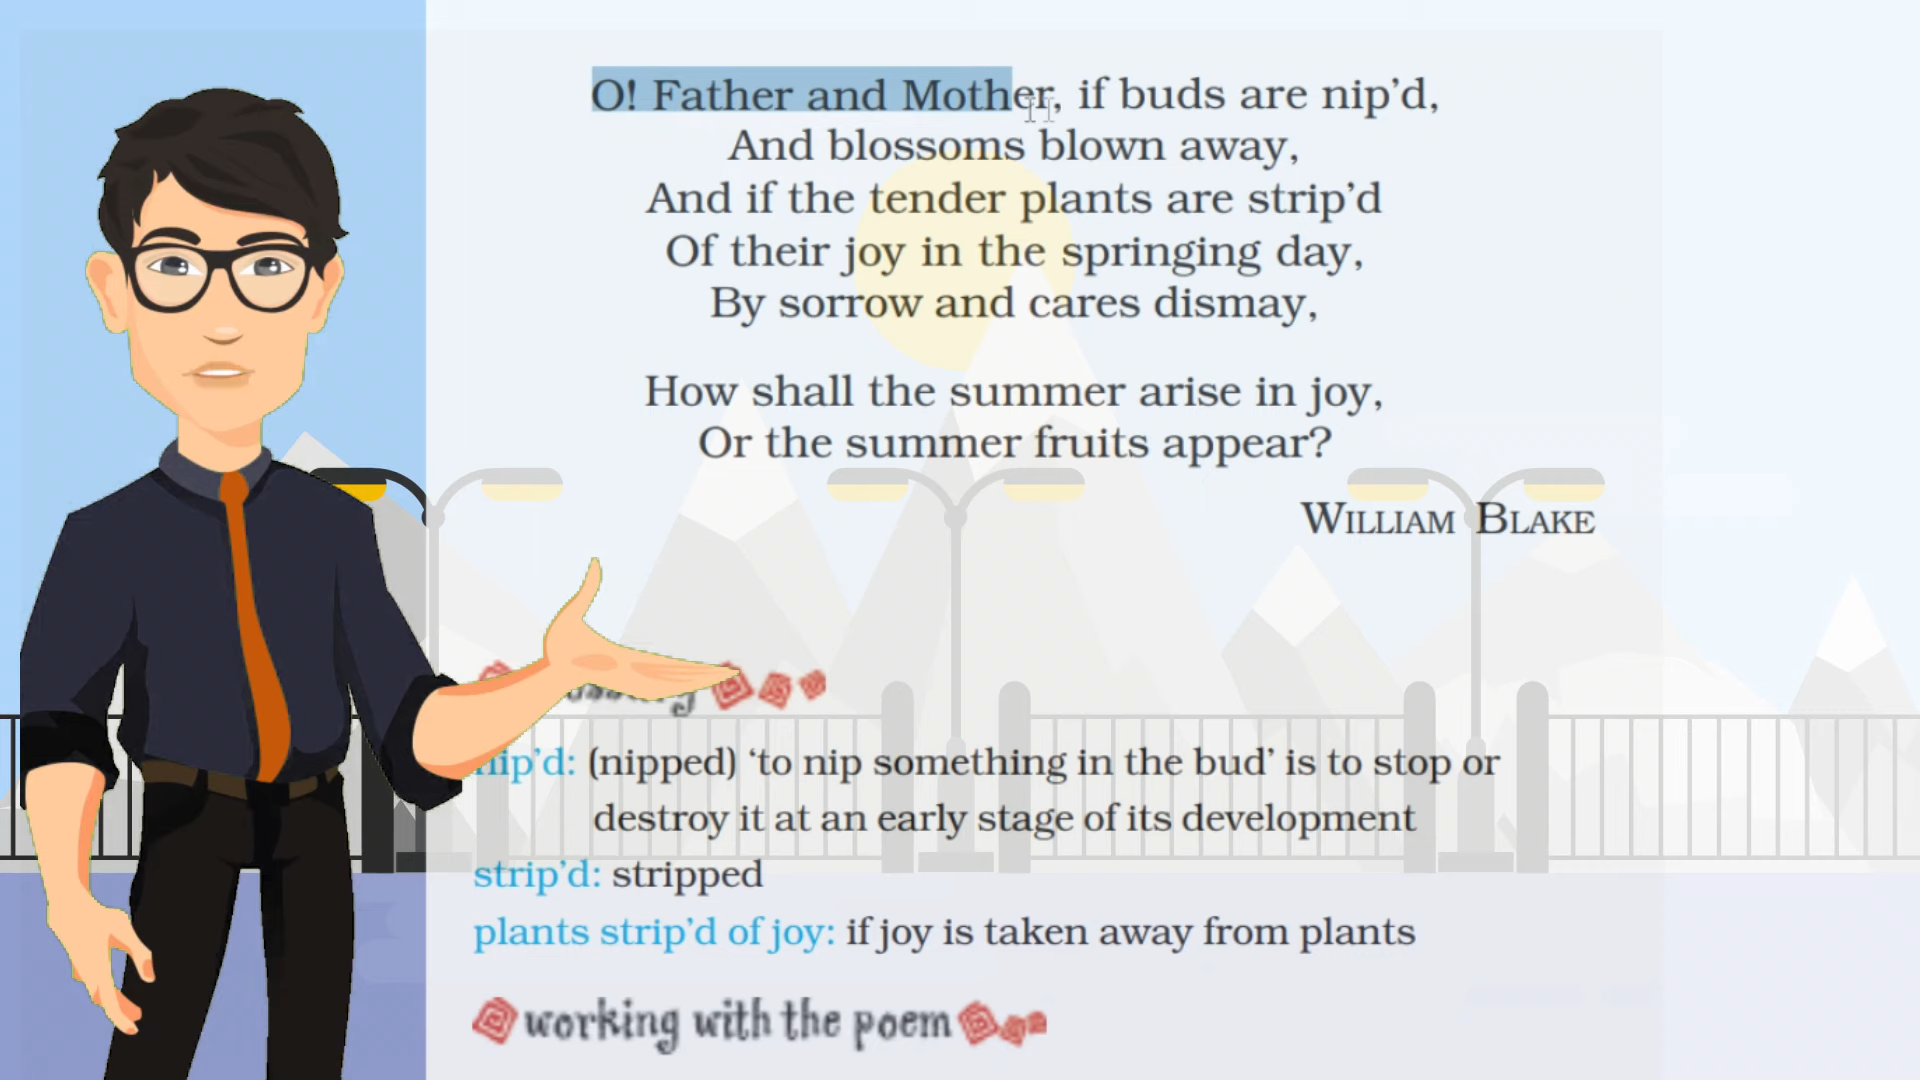 O! Father and Mother, if buds are nip’d,
And blossoms blown away,
And if the tender plants are strip’d
Of their joy in the springing day,
By sorrow and cares dismay,
How shall the summer arise in joy,
Or the summer fruits appear?
WILLIAM BLAKE
nip’d: (nipped) ‘to nip something in the bud’ is to stop or
destroy it at an early stage of its development
strip’d: stripped
plants strip’d of joy: if joy is taken away from plants
working with the poem